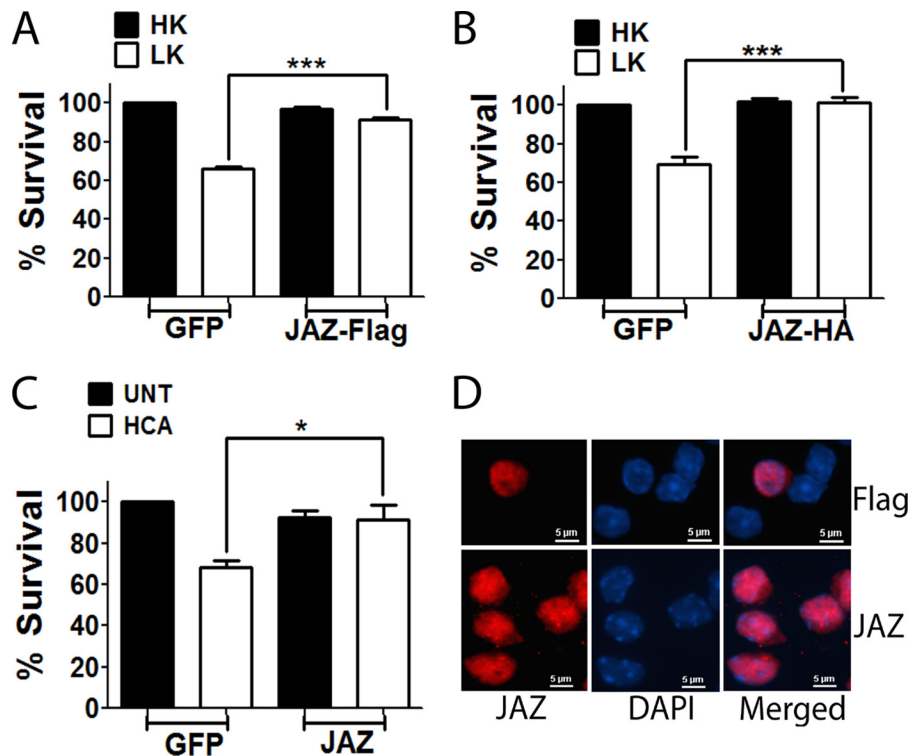 A
HK
LK
***
% Survival
100
80
60
40
20
0
GFP JAZ-Flag
B
HK
LK
***
% Survival
100
80
60
40
20
0
GFP JAZ-HA
C
UNT
HCA
*
% Survival
100
80
60
40
20
0
GFP JAZ
D
5 µm 5 µm 5 µm
Flag
5 µm 5 µm 5 µm
JAZ
JAZ DAPI Merged